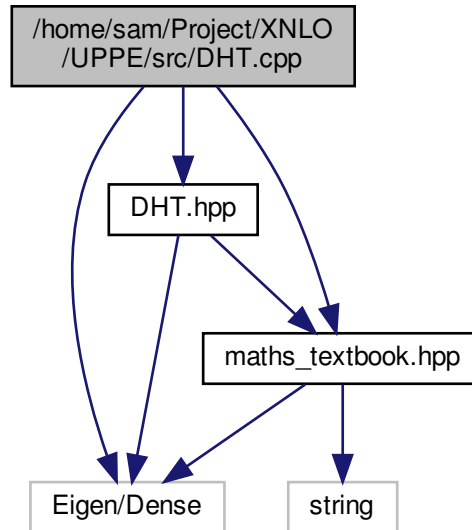 /home/sam/Project/XNLO
/UPPE/src/DHT.cpp
DHT.hpp
maths_textbook.hpp
Eigen/Dense
string